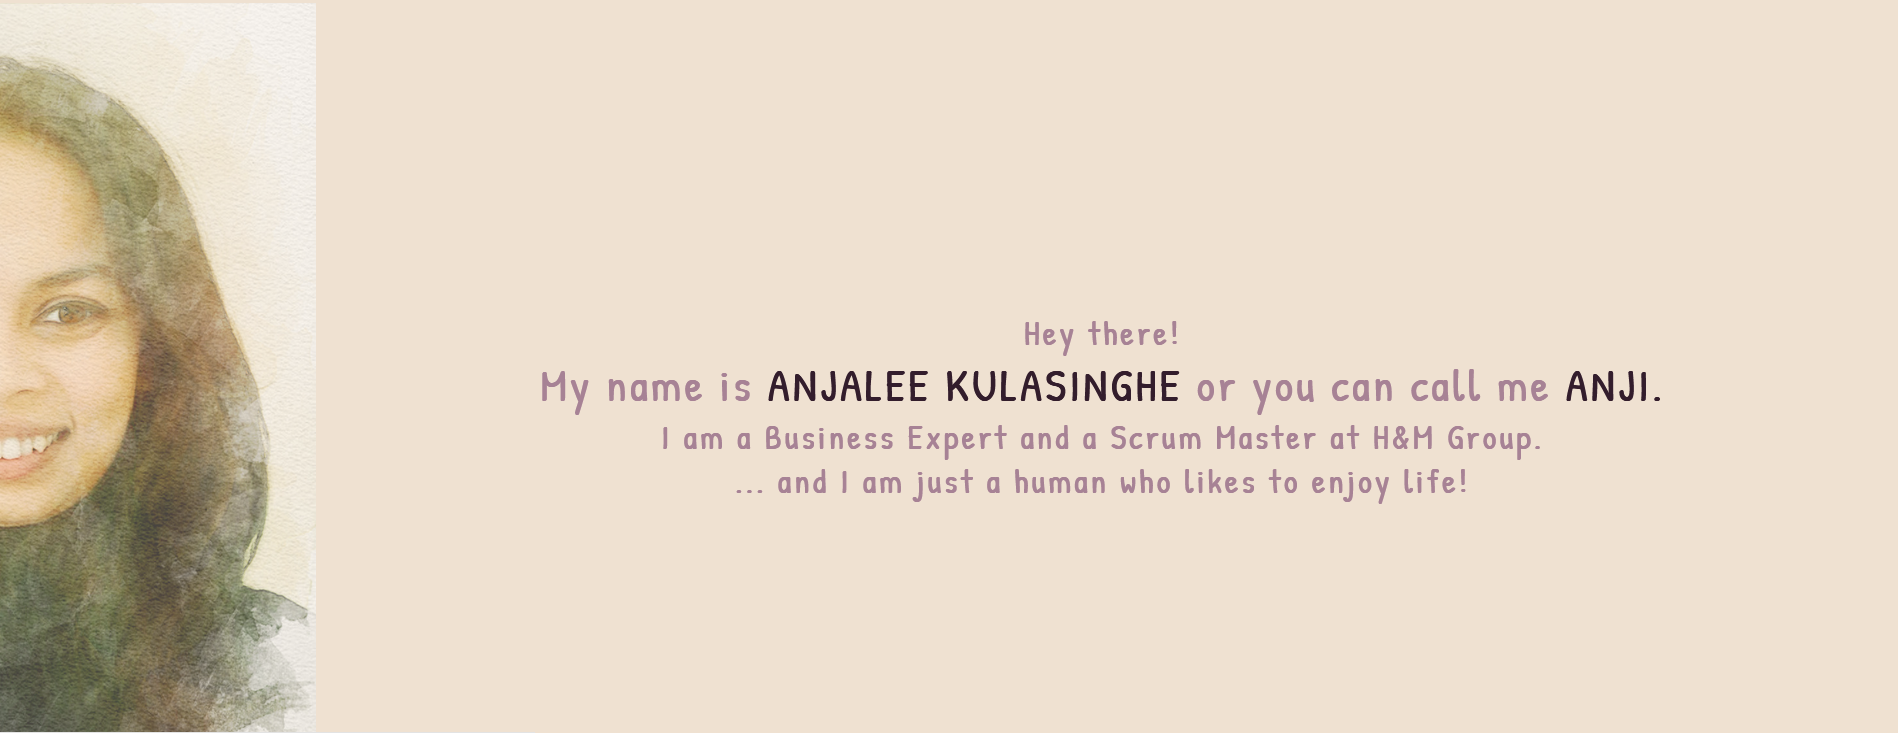 Hey there!
My name is ANJALEE KULASINGHE or you can call me ANJI.
I am a Business Expert and a Scrum Master at H&M Group.
... and I am just a human who likes to enjoy life!